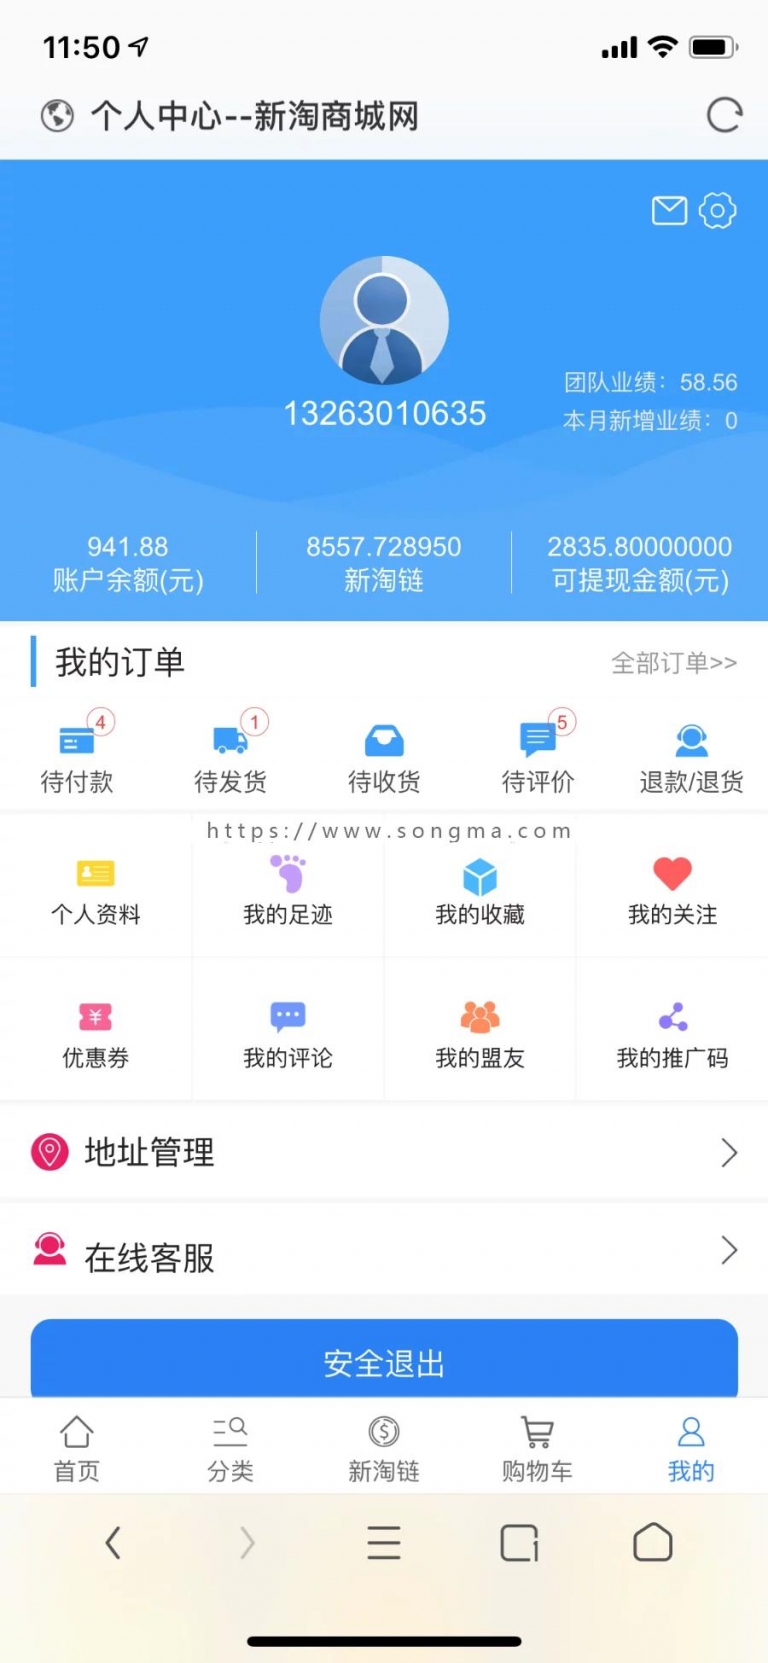 11:50
个人中心--新淘商城网
团队业绩：58.56
13263010635
本月新增业绩：0
941.88
8557.728950
2835.80000000
账户余额(元)
新淘链
可提现金额(元)
我的订单
全部订单>>
4
1
5
待付款
待发货
待收货
待评价
退款/退货
https://www.songma.com
个人资料
我的足迹
我的收藏
我的关注
优惠券
我的评论
我的盟友
我的推广码
地址管理
在线客服
安全退出
首页
分类
新淘链
购物车
我的